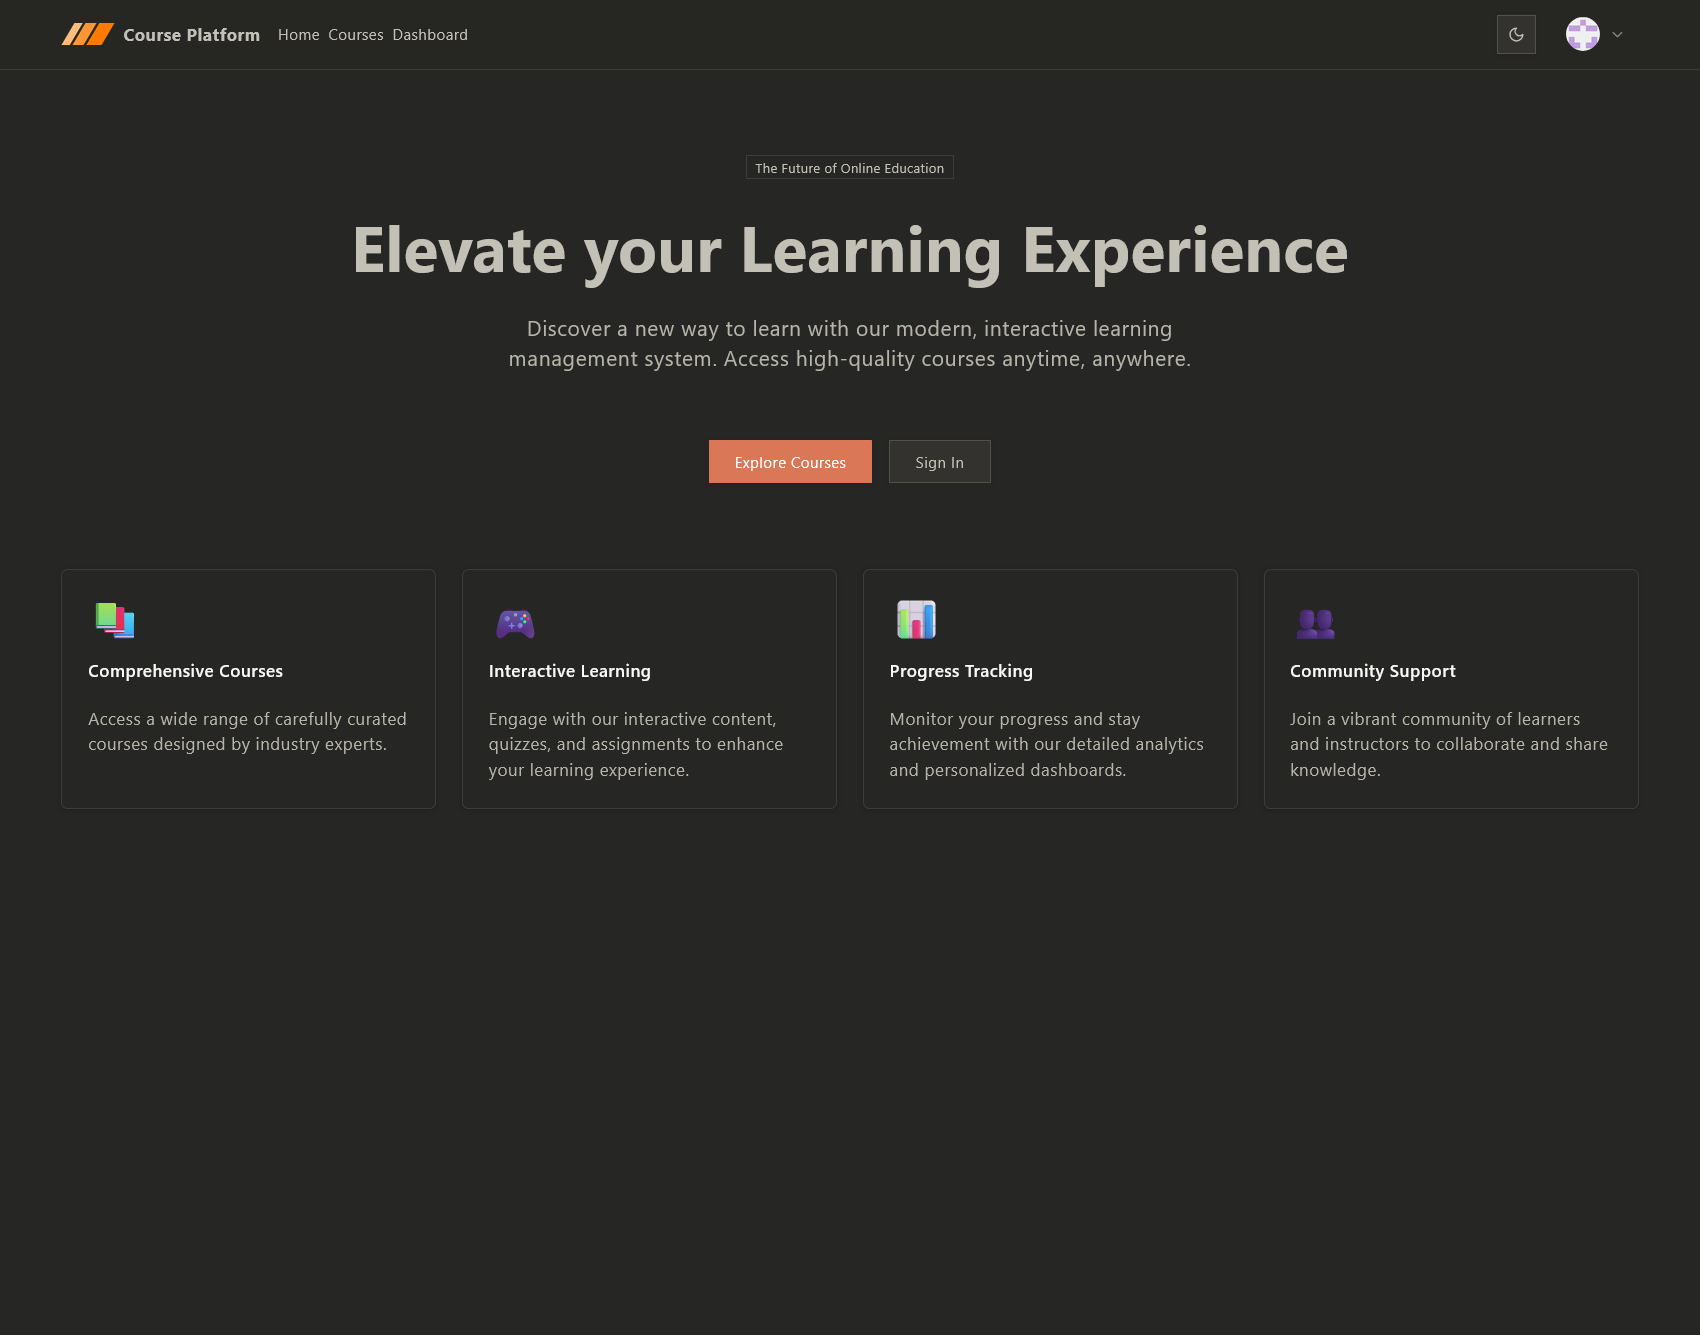 Course Platform
Home Courses Dashboard
The Future of Online Education
Elevate your Learning Experience
Discover a new way to learn with our modern, interactive learning
management system. Access high-quality courses anytime, anywhere.
Explore Courses
Sign In
Comprehensive Courses
Access a wide range of carefully curated
courses designed by industry experts.
Interactive Learning
Engage with our interactive content,
quizzes, and assignments to enhance
your learning experience.
Progress Tracking
Monitor your progress and stay
achievement with our detailed analytics
and personalized dashboards.
Community Support
Join a vibrant community of learners
and instructors to collaborate and share
knowledge.